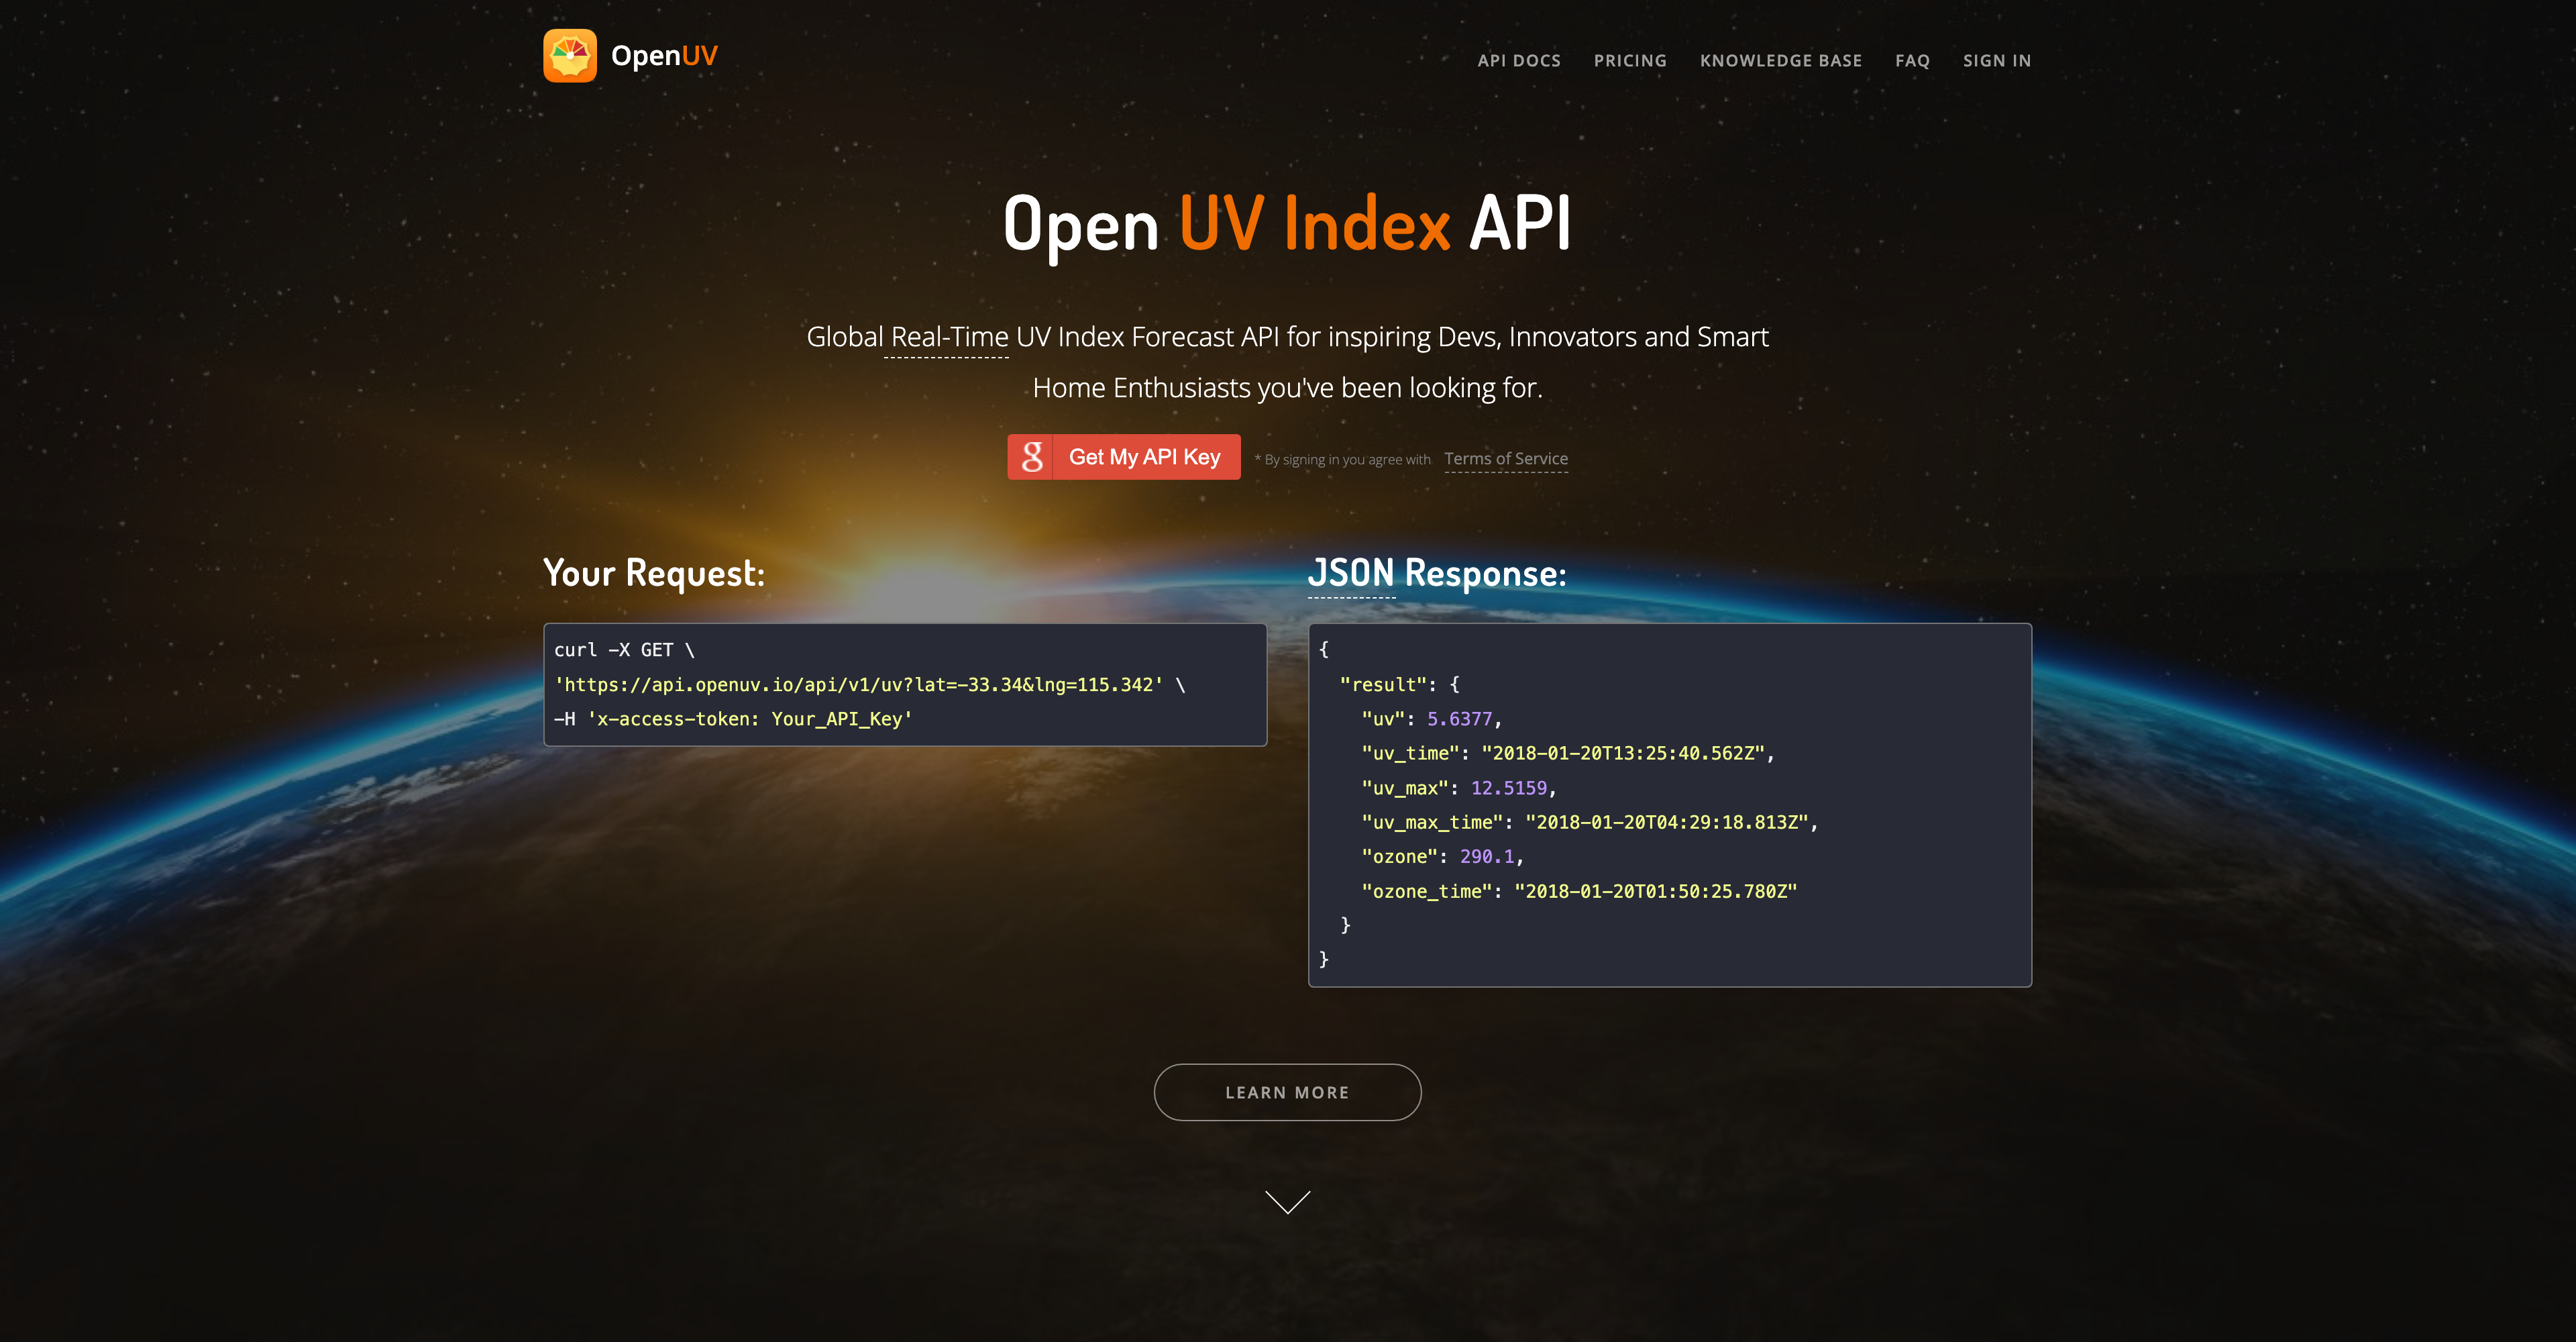 OpenUV
API DOCS PRICING KNOWLEDGE BASE FAQ SIGN IN
Open UV Index API
Global Real-Time UV Index Forecast API for inspiring Devs, Innovators and Smart
Home Enthusiasts you've been looking for.
g Get My API Key * By signing in you agree with Terms of Service
Your Request:
curl -X GET \
'https://api.openuv.io/api/v1/uv?lat=-33.34&lng=115.342' \
-H 'x-access-token: Your_API_Key'
JSON Response:
{
"result": {
"uv": 5.6377,
"uv_time": "2018-01-20T13:25:40.562Z",
"uv_max": 12.5159,
"uv_max_time": "2018-01-20T04:29:18.813Z",
"ozone": 290.1,
"ozone_time": "2018-01-20T01:50:25.780Z"
}
}
LEARN MORE